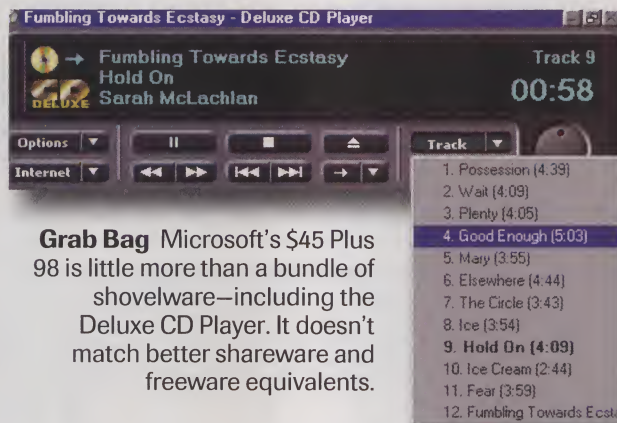 Fumbling Towards Ecstasy - Deluxe CD Player
Fumbling Towards Ecstasy
Hold On
Sarah McLachlan
Track 9
00:58
CD
DELUXE
Options
Internet
Track
1. Possession (4:39)
2. Wait (4:09)
3. Plenty (4:05)
4. Good Enough (5:03)
5. Mary (3:55)
6. Elsewhere (4:44)
7. The Circle (3:43)
8. Ice (3:54)
9. Hold On (4:09)
10. Ice Cream (2:44)
11. Fear (3:59)
12. Fumbling Towards Ecsta
Grab Bag Microsoft's $45 Plus
98 is little more than a bundle of
shovelware—including the
Deluxe CD Player. It doesn't
match better shareware and
freeware equivalents.